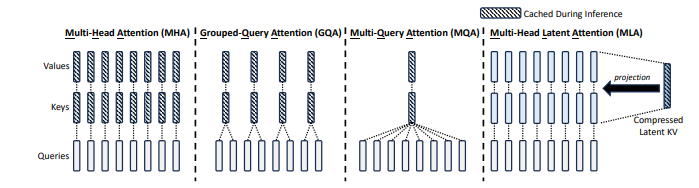 Cached During Inference
Multi-Head Attention (MHA)
Grouped-Query Attention (GQA)
Multi-Query Attention (MQA)
Multi-Head Latent Attention (MLA)
Values
Keys
Queries
projection
Compressed
Latent KV